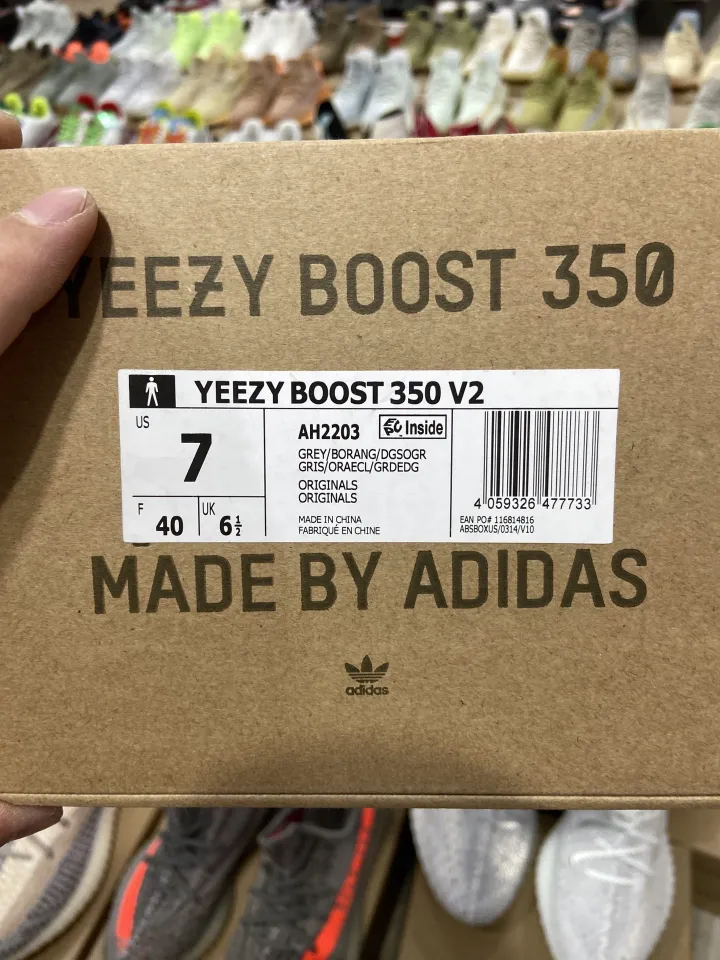 YEEZY BOOST 350
YEEZY BOOST 350 V2
US
7
F
40
UK
6½
AH2203
Inside
GREY/BORANG/DGSOGR
GRIS/ORAECL/GRDEDG
ORIGINALS
ORIGINALS
MADE IN CHINA
FABRIQUÉ EN CHINE
4 059326 477733
EAN PO# 116814816
ABSBOXUS/0314/V10
MADE BY ADIDAS
adidas